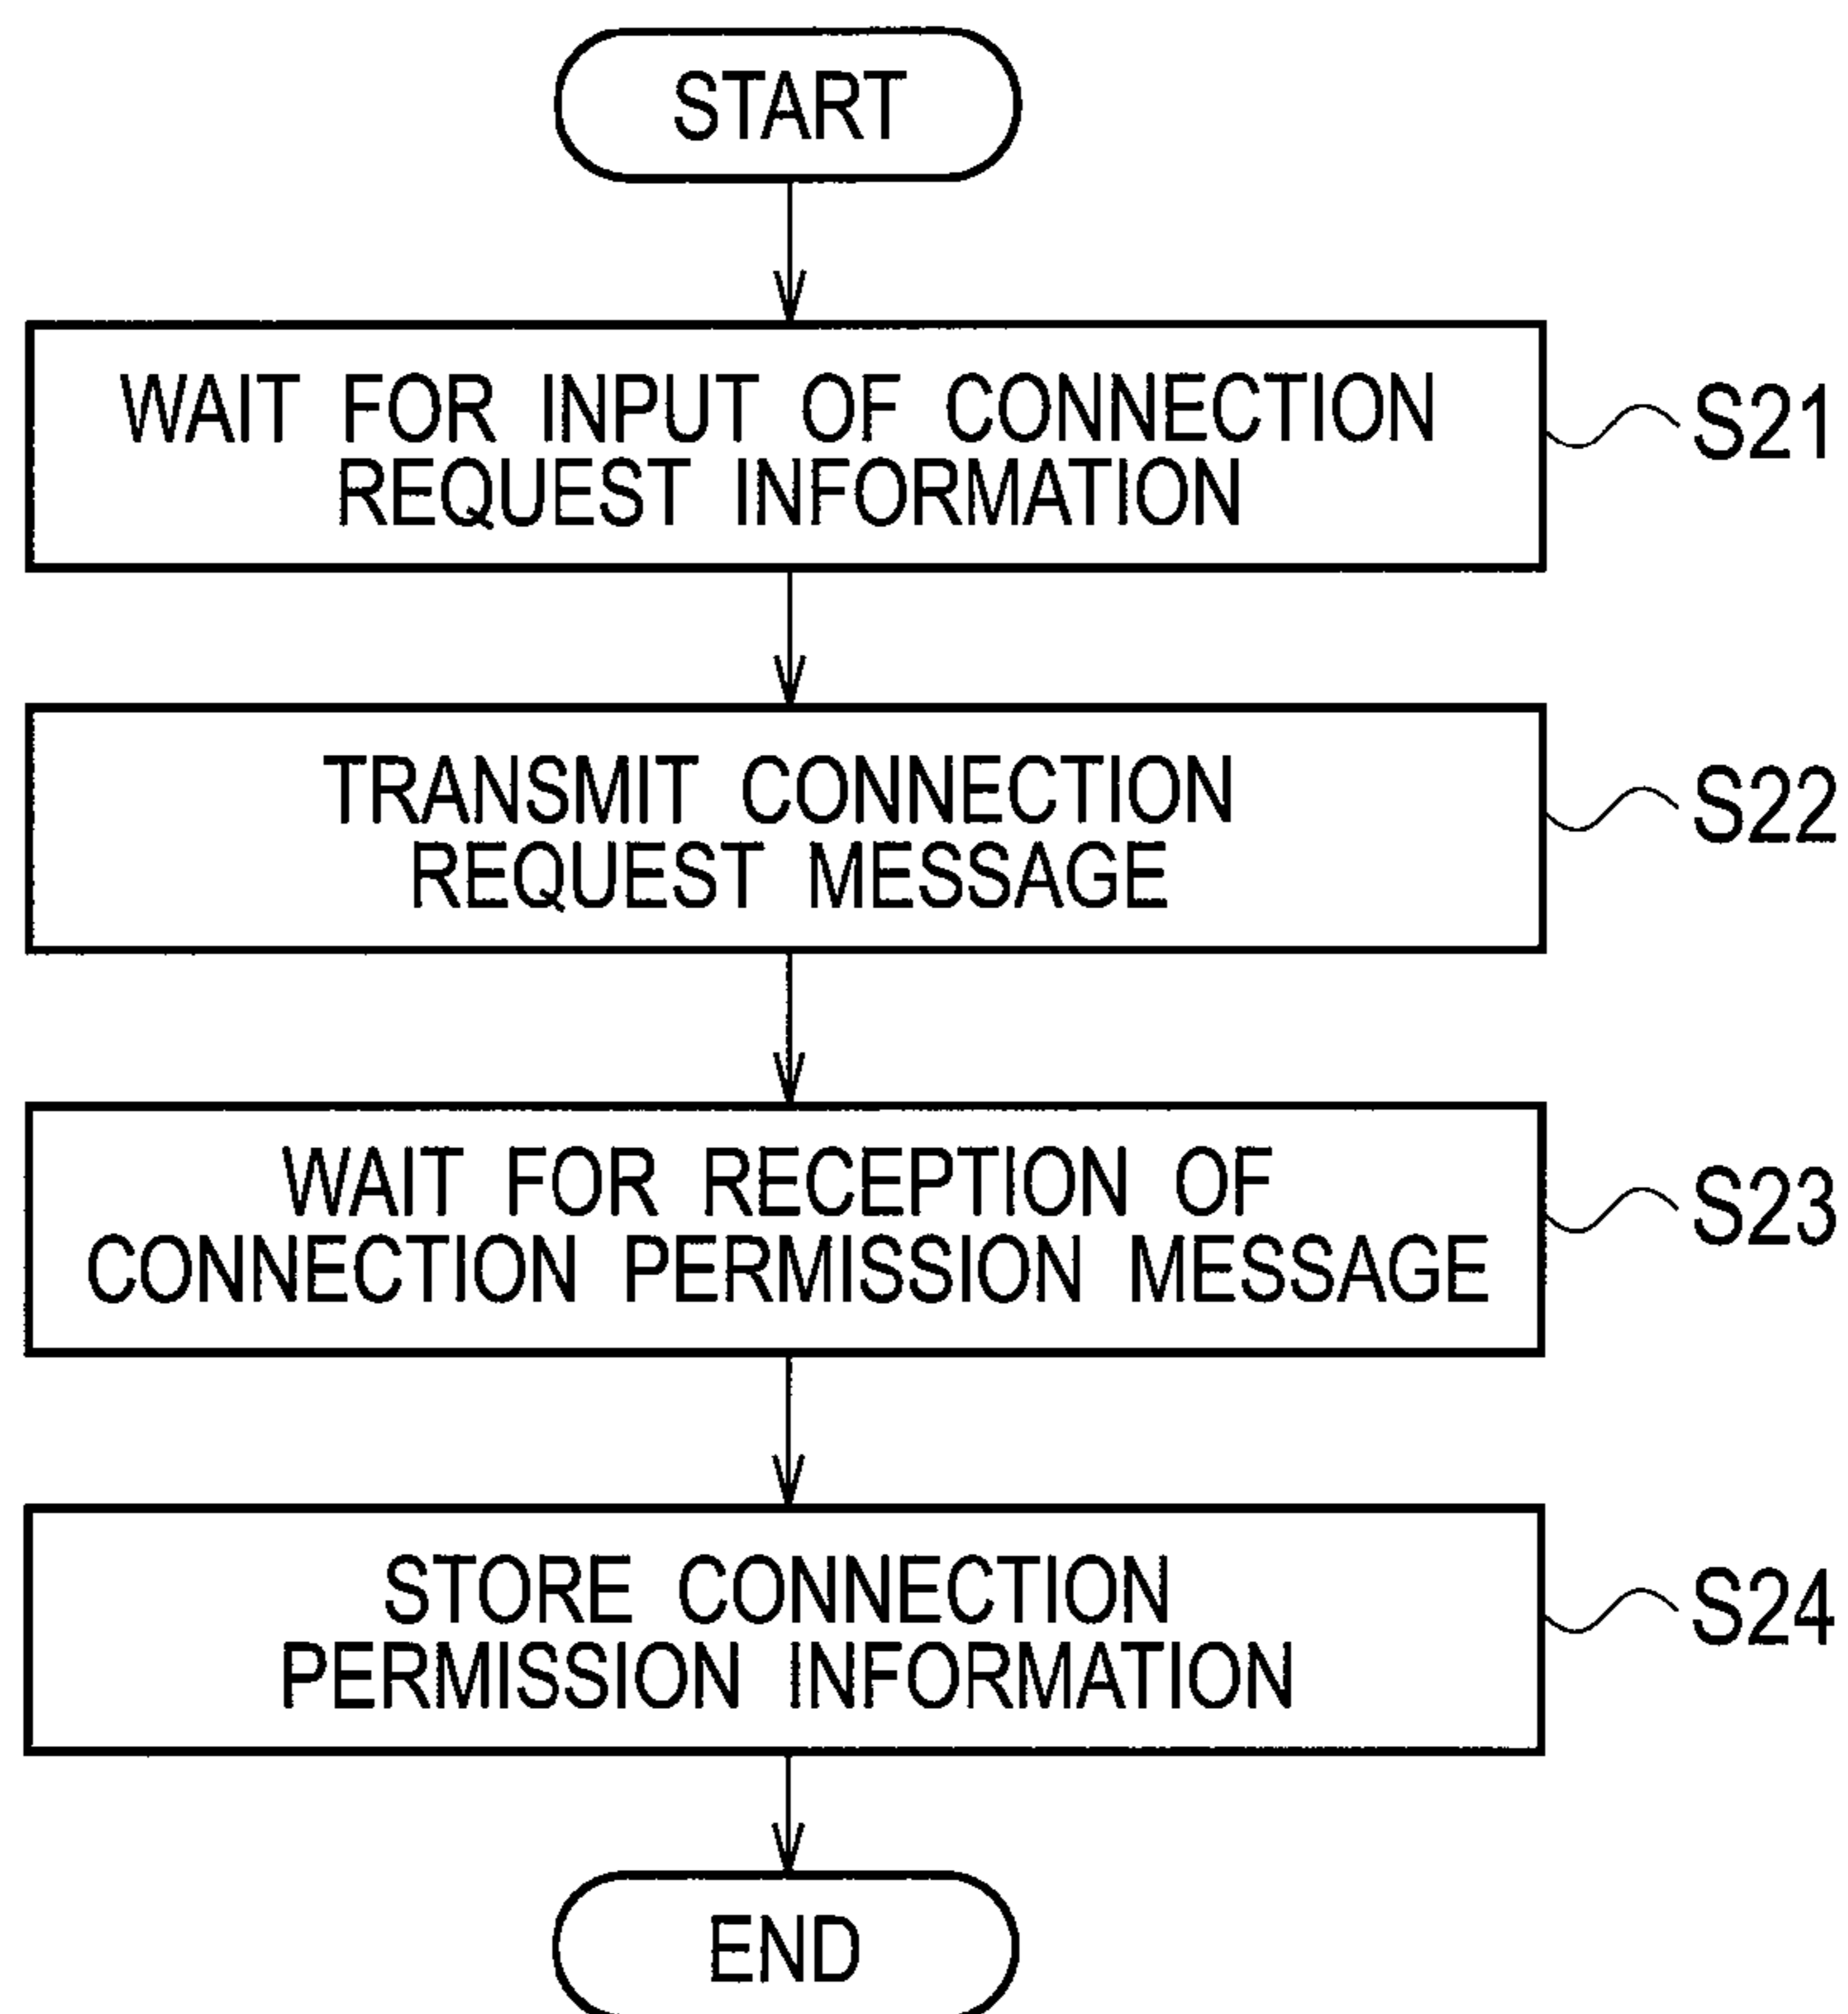 START
WAIT FOR INPUT OF CONNECTION
REQUEST INFORMATION
S21
TRANSMIT CONNECTION
REQUEST MESSAGE
S22
WAIT FOR RECEPTION OF
CONNECTION PERMISSION MESSAGE
S23
STORE CONNECTION
PERMISSION INFORMATION
S24
END